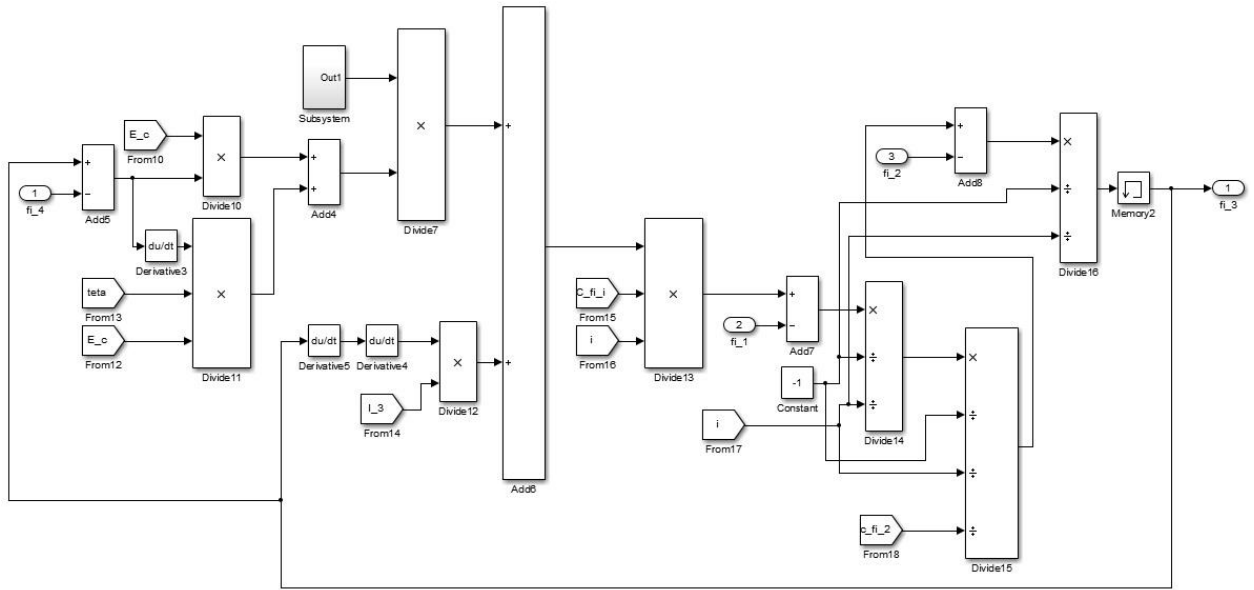 Out1
Subsystem
×
Divide7
E_c
From10
×
Divide10
+
+
Add4
+
−
Add5
1
fi_4
du/dt
Derivative3
teta
From13
E_c
From12
×
Divide11
du/dt
Derivative5
du/dt
Derivative4
I_3
From14
×
Divide12
+
+
Add6
C_fi_i
From15
i
From16
×
Divide13
2
fi_1
+
−
Add7
-1
Constant
i
From17
×
÷
÷
Divide14
c_fi_2
From18
×
÷
÷
÷
Divide15
3
fi_2
+
−
Add8
×
÷
÷
Divide16
Memory2
1
fi_3